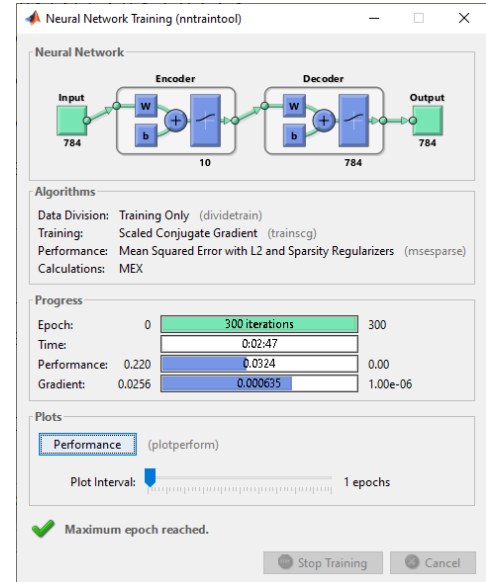 Neural Network Training (nntraintool)
Neural Network
Encoder Decoder
Input Output
W W
+ +
784 b b 784
10 784
Algorithms
Data Division: Training Only (dividetrain)
Training: Scaled Conjugate Gradient (trainscg)
Performance: Mean Squared Error with L2 and Sparsity Regularizers (msesparse)
Calculations: MEX
Progress
Epoch: 0 300 iterations 300
Time: 0:02:47
Performance: 0.220 0.0324 0.00
Gradient: 0.0256 0.000635 1.00e-06
Plots
Performance (plotperform)
Plot Interval: 1 epochs
Maximum epoch reached.
Stop Training Cancel